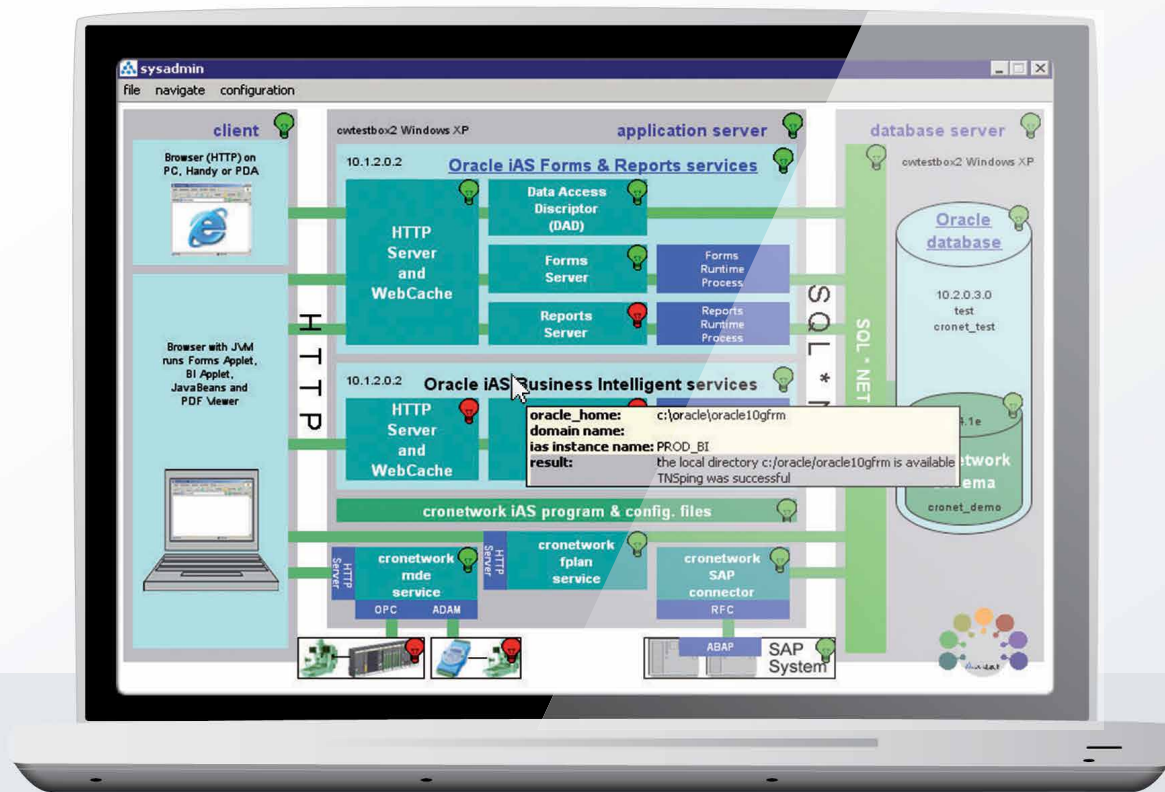 sysadmin
file navigate configuration
client
Browser (HTTP) on
PC, Handy or PDA
Browser with JVM
runs Forms Applet,
BI Applet,
JavaBeans and
PDF Viewer
HTTP
cwtestbox2 Windows XP
application server
10.1.2.0.2
Oracle iAS Forms & Reports services
HTTP
Server
and
WebCache
Data Access
Discriptor
(DAD)
Forms
Server
Forms
Runtime
Process
Reports
Server
Reports
Runtime
Process
10.1.2.0.2
Oracle iAS Business Intelligent services
HTTP
Server
and
WebCache
oracle_home: c:\oracle\oracle10gfrm
domain name:
ias instance name: PROD_BI
result: the local directory c:/oracle/oracle10gfrm is available
TNSping was successful
cronetwork iAS program & config. files
HTTP
Server
cronetwork
mde
service
OPC ADAM
HTTP
Server
cronetwork
fplan
service
cronetwork
SAP
connector
RFC
ABAP
SAP
System
SQL *
SQL * NET
database server
cwtestbox2 Windows XP
Oracle
database
10.2.0.3.0
test
cronet_test
.1e
twork
ema
cronet_demo